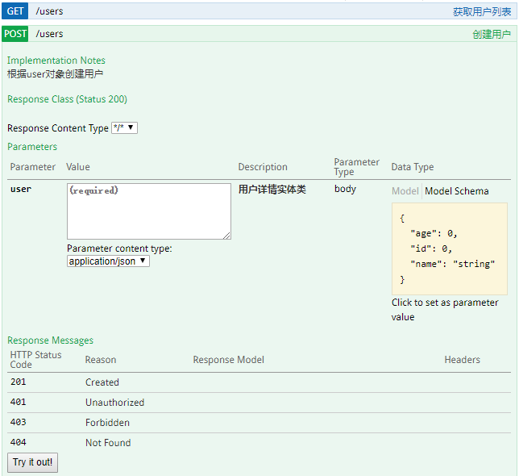 GET /users 获取用户列表
POST /users 创建用户
Implementation Notes
根据user对象创建用户
Response Class (Status 200)
Response Content Type */*
Parameters
Parameter Value Description Parameter Type Data Type
user (required) 用户详情实体类 body Model Model Schema
{
"age": 0,
"id": 0,
"name": "string"
}
Parameter content type:
application/json
Click to set as parameter
value
Response Messages
HTTP Status Code Reason Response Model Headers
201 Created
401 Unauthorized
403 Forbidden
404 Not Found
Try it out!